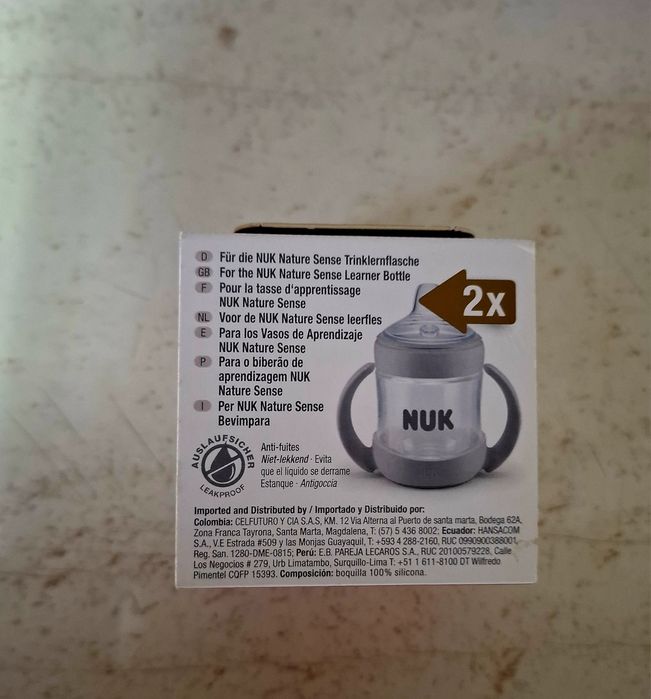 D Für die NUK Nature Sense Trinklernflasche
GB For the NUK Nature Sense Learner Bottle
F Pour la tasse d'apprentissage
NUK Nature Sense
NL Voor de NUK Nature Sense leerfles
E Para los Vasos de Aprendizaje
NUK Nature Sense
P Para o biberão de
aprendizagem NUK
Nature Sense
I Per NUK Nature Sense
Bevimpara
2x
NUK
AUSLAUFSICHER
LEAKPROOF
Anti-fuites
Niet-lekkend · Evita
que el líquido se derrame
Estanque · Antigoccia
Imported and Distributed by / Importado y Distribuido por:
Colombia: CELFUTURO Y CIA S.A.S, KM. 12 Via Alterna al Puerto de santa marta, Bodega 62A,
Zona Franca Tayrona, Santa Marta, Magdalena, T: (57) 5 436 8002; Ecuador: HANSACOM
S.A., V.E Estrada #509 y las Monjas Guayaquil, T: +593 4 288-2160, RUC 0990900388001,
Reg. San. 1280-DME-0815; Perú: E.B. PAREJA LECAROS S.A., RUC 20100579228, Calle
Los Negocios # 279, Urb Limatambo, Surquillo-Lima T: +51 1 611-8100 DT Wilfredo
Pimentel CQFP 15393. Composición: boquilla 100% silicona.